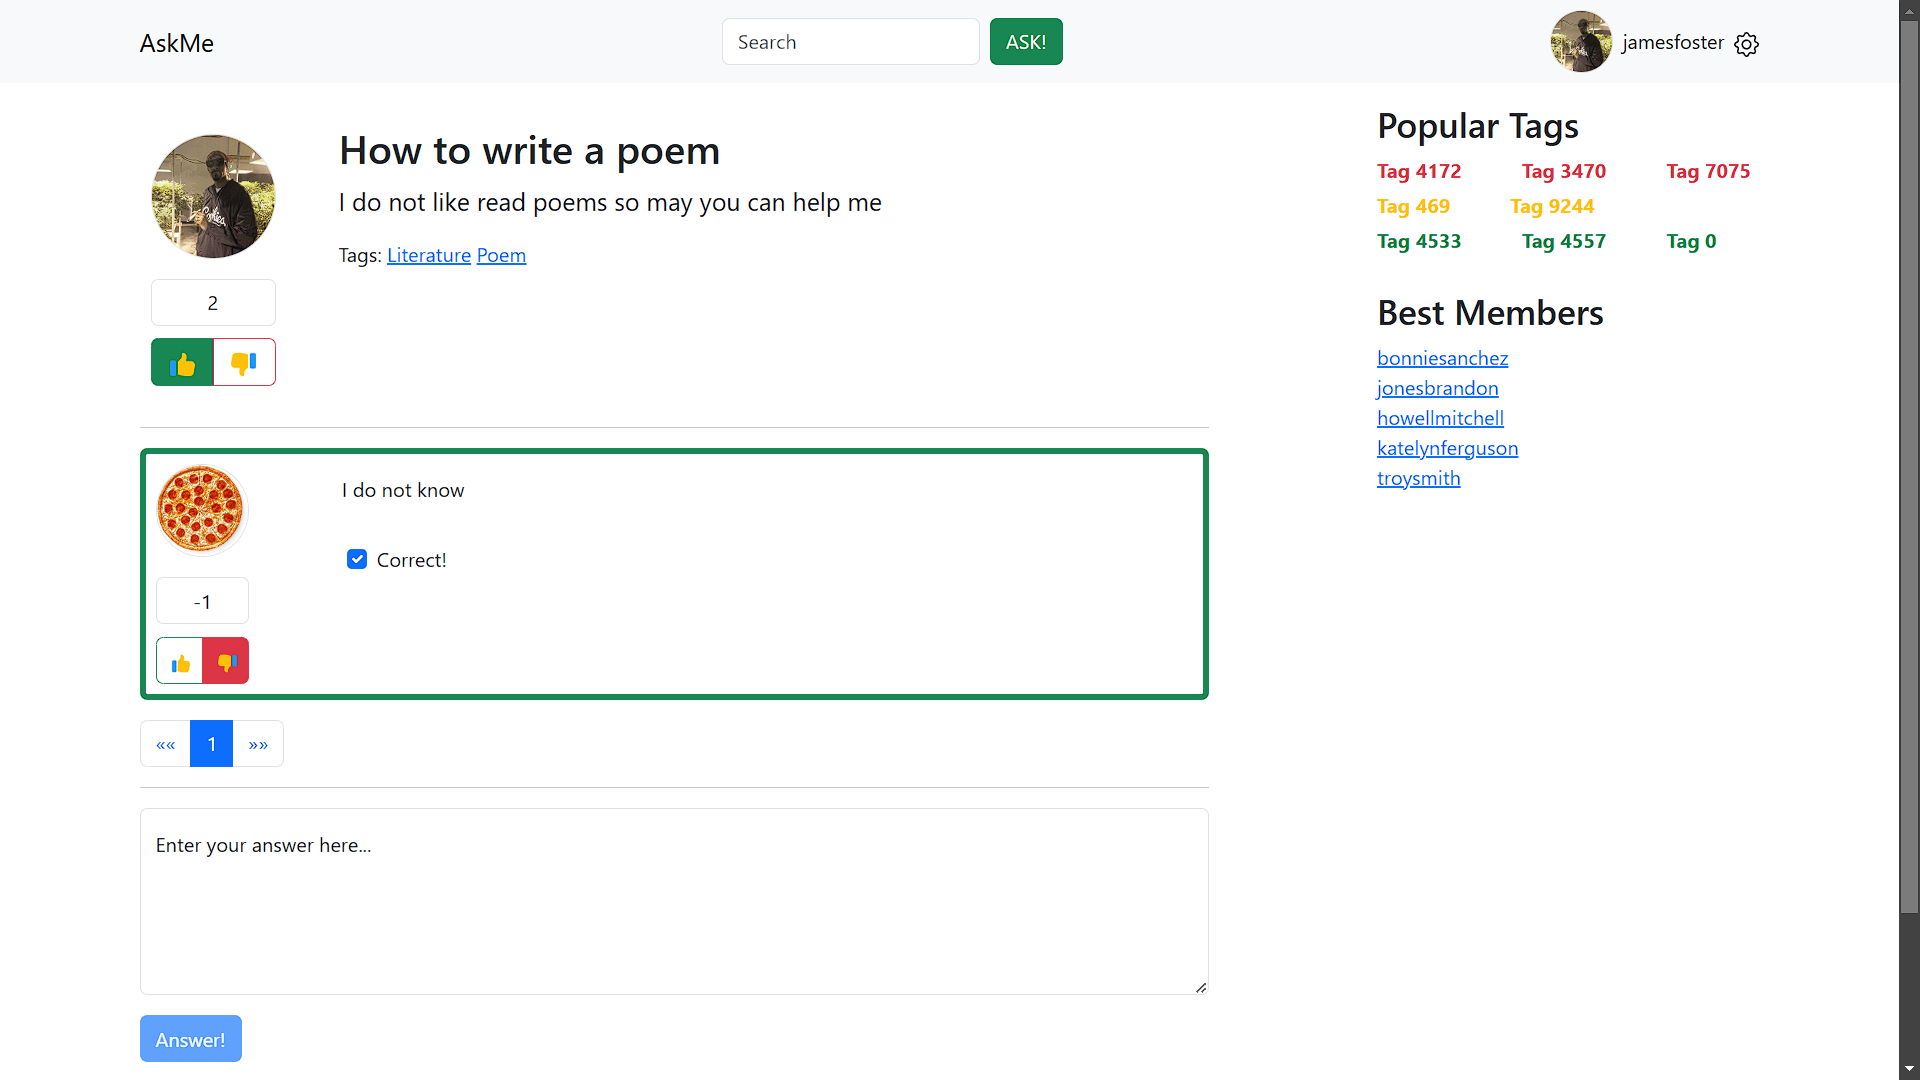 AskMe
Search
ASK!
jamesfoster
How to write a poem
I do not like read poems so may you can help me
Tags: Literature Poem
2
I do not know
Correct!
-1
«« 1 »»
Enter your answer here...
Answer!
Popular Tags
Tag 4172 Tag 3470 Tag 7075
Tag 469 Tag 9244
Tag 4533 Tag 4557 Tag 0
Best Members
bonniesanchez
jonesbrandon
howellmitchell
katelynferguson
troysmith